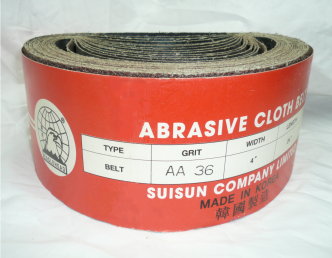 ABRASIVE CLOTH BE
TYPE GRIT WIDTH
BELT AA 36 4"
SUISUN COMPANY LIMIT
MADE IN KOREA
韓國製造